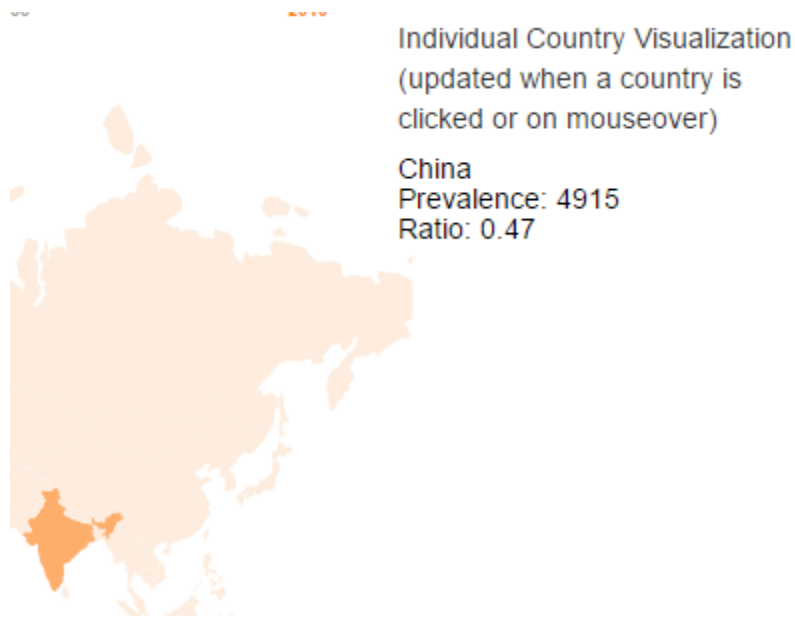 Individual Country Visualization
(updated when a country is
clicked or on mouseover)
China
Prevalence: 4915
Ratio: 0.47